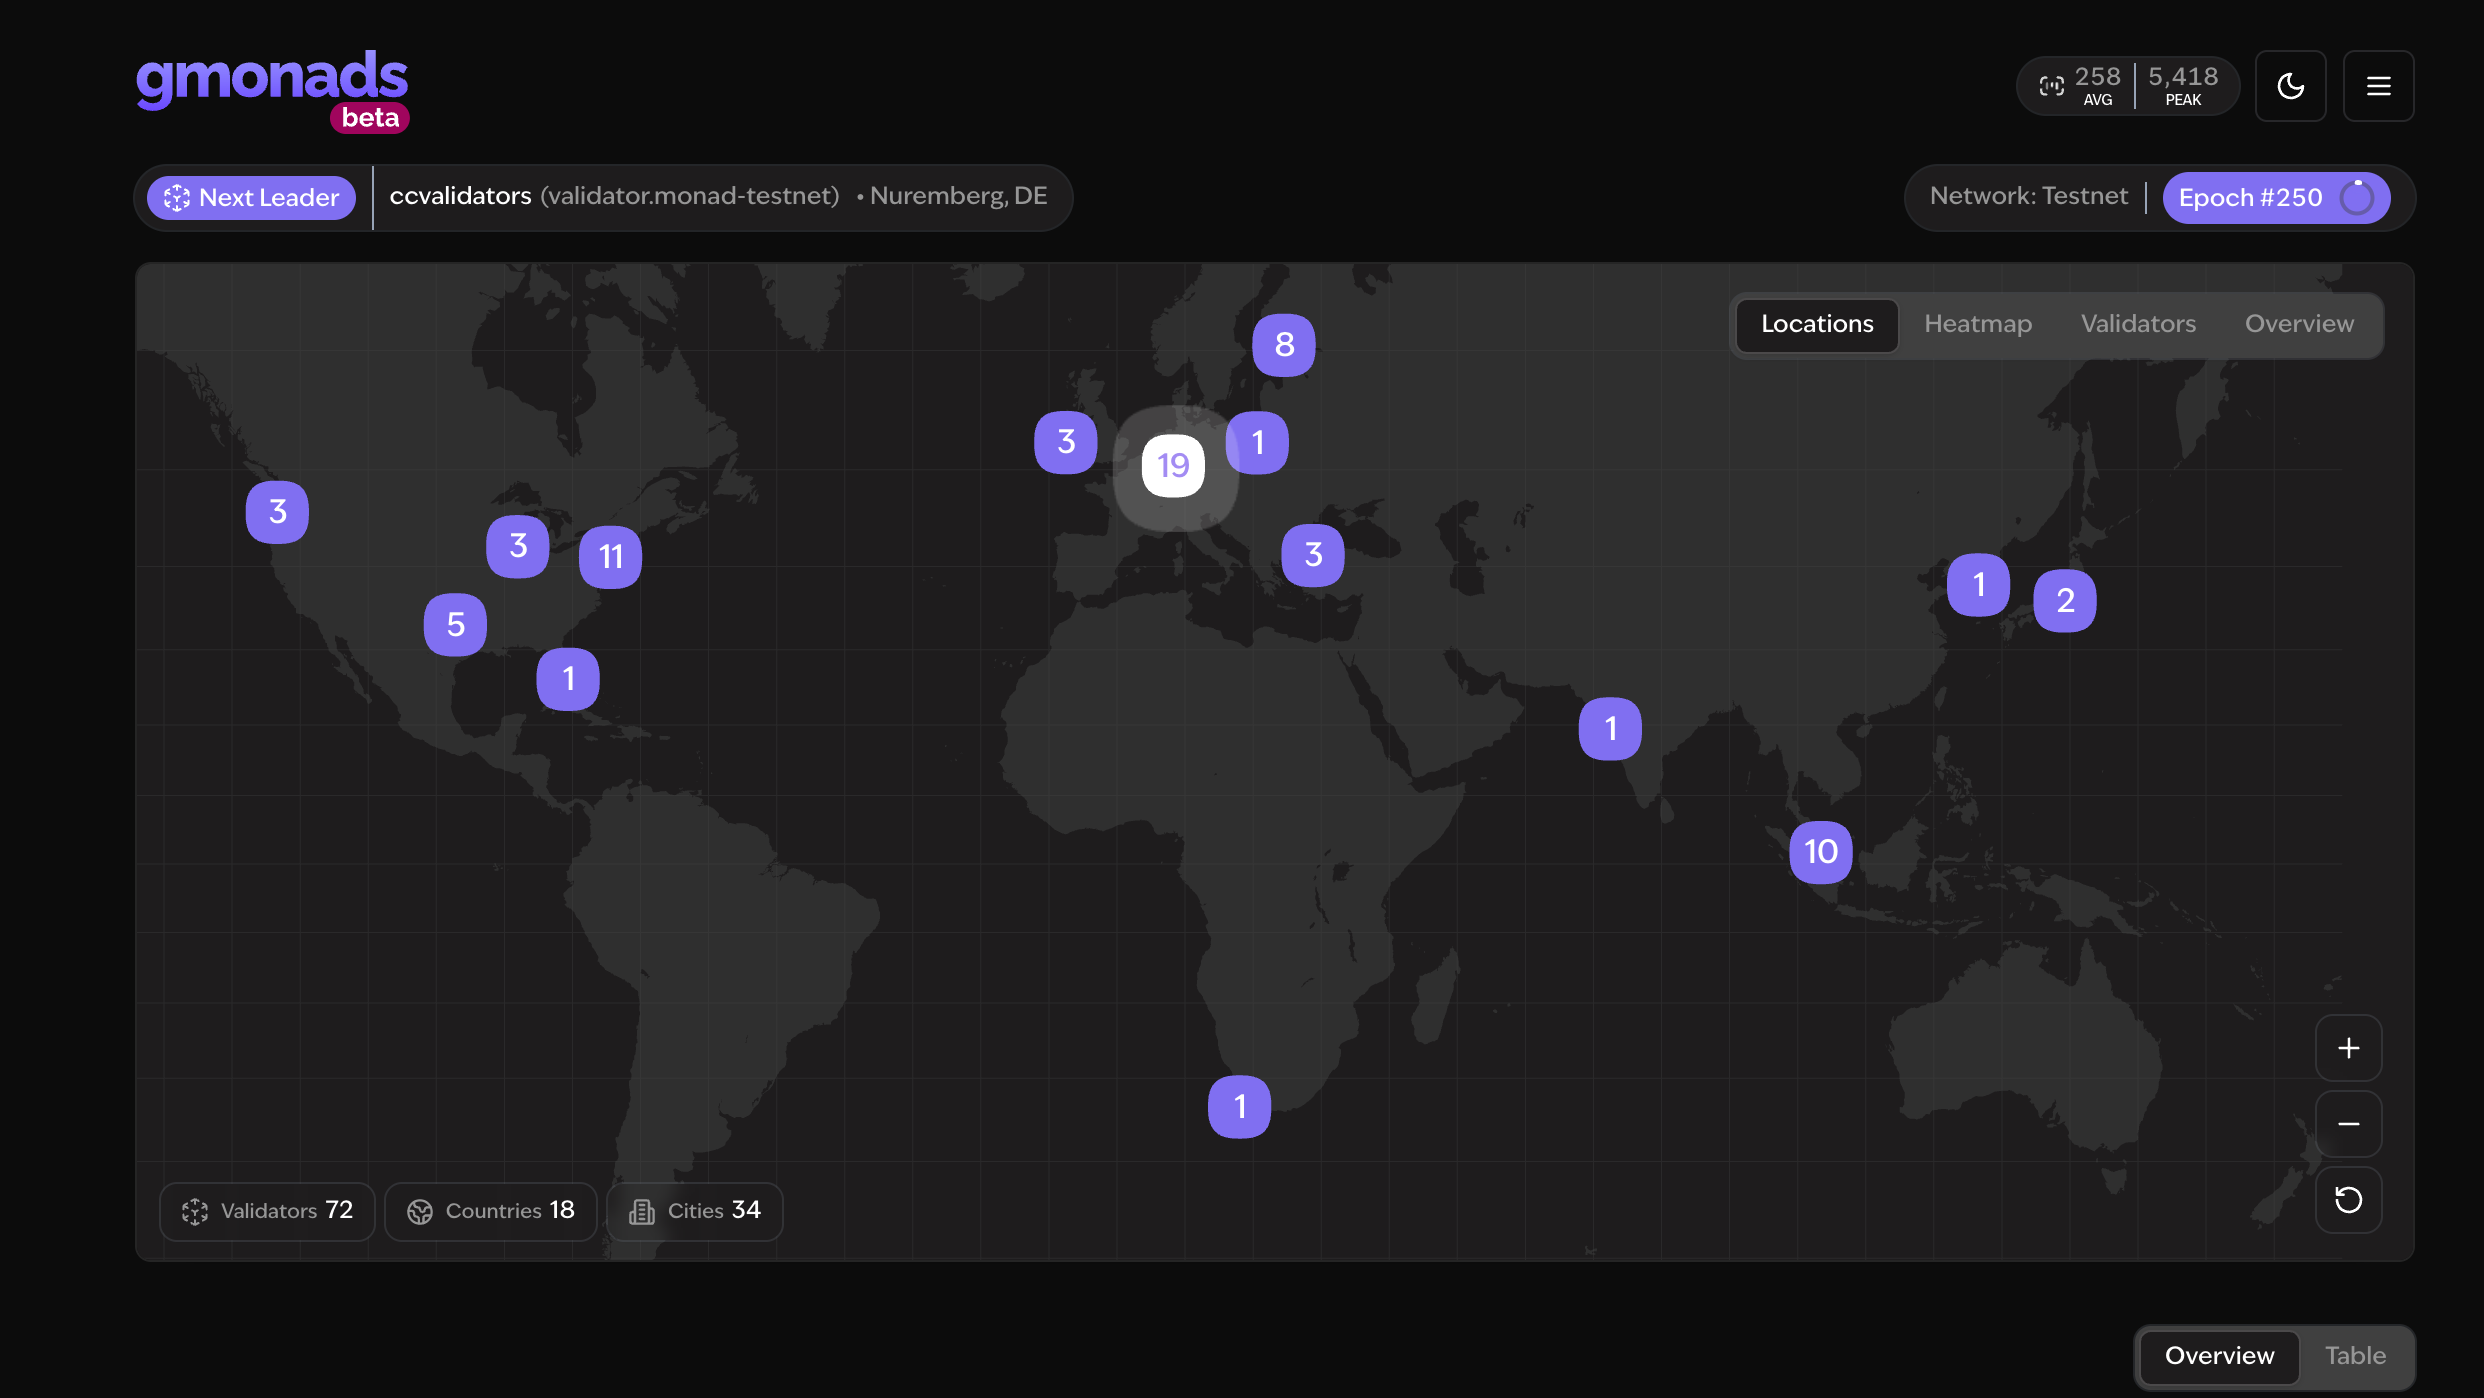 gmonads
beta
258 AVG
5,418 PEAK
Next Leader
ccvalidators (validator.monad-testnet) • Nuremberg, DE
Network: Testnet
Epoch #250
Locations Heatmap Validators Overview
8
3
19
1
3
3
11
3
1
2
5
1
1
10
1
Validators 72
Countries 18
Cities 34
Overview Table